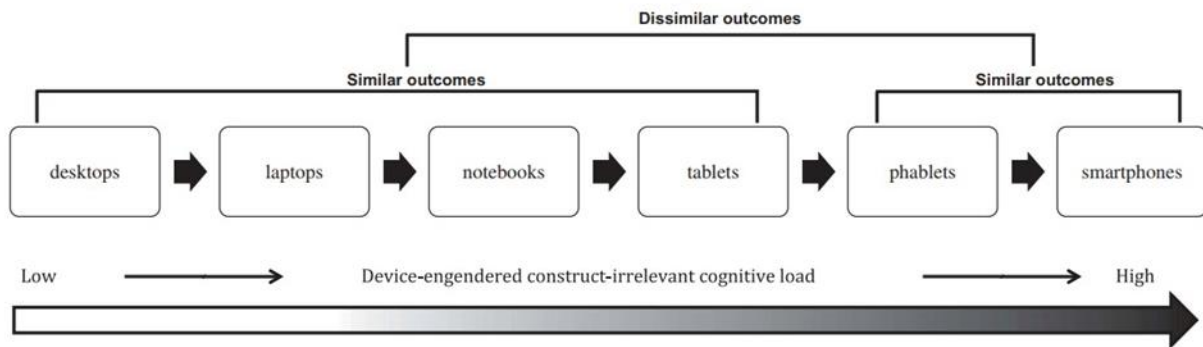 Dissimilar outcomes
Similar outcomes
Similar outcomes
desktops
laptops
notebooks
tablets
phablets
smartphones
Low
Device-engendered construct-irrelevant cognitive load
High